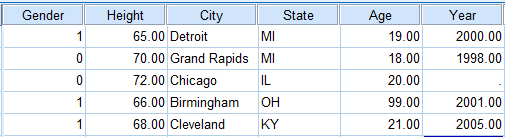 Gender Height City State Age Year
1 65.00 Detroit MI 19.00 2000.00
0 70.00 Grand Rapids MI 18.00 1998.00
0 72.00 Chicago IL 20.00 .
1 66.00 Birmingham OH 99.00 2001.00
1 68.00 Cleveland KY 21.00 2005.00